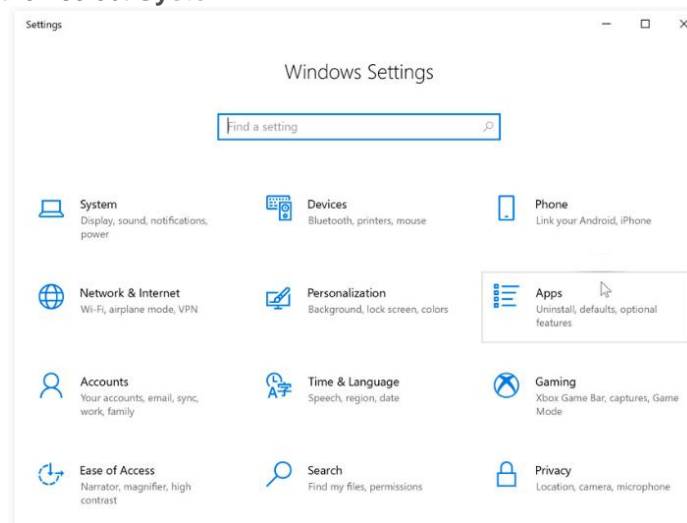 Settings
Windows Settings
Find a setting
System
Display, sound, notifications,
power
Devices
Bluetooth, printers, mouse
Phone
Link your Android, iPhone
Network & Internet
Wi-Fi, airplane mode, VPN
Personalization
Background, lock screen, colors
Apps
Uninstall, defaults, optional
features
Accounts
Your accounts, email, sync,
work, family
Time & Language
Speech, region, date
Gaming
Xbox Game Bar, captures, Game
Mode
Ease of Access
Narrator, magnifier, high
contrast
Search
Find my files, permissions
Privacy
Location, camera, microphone